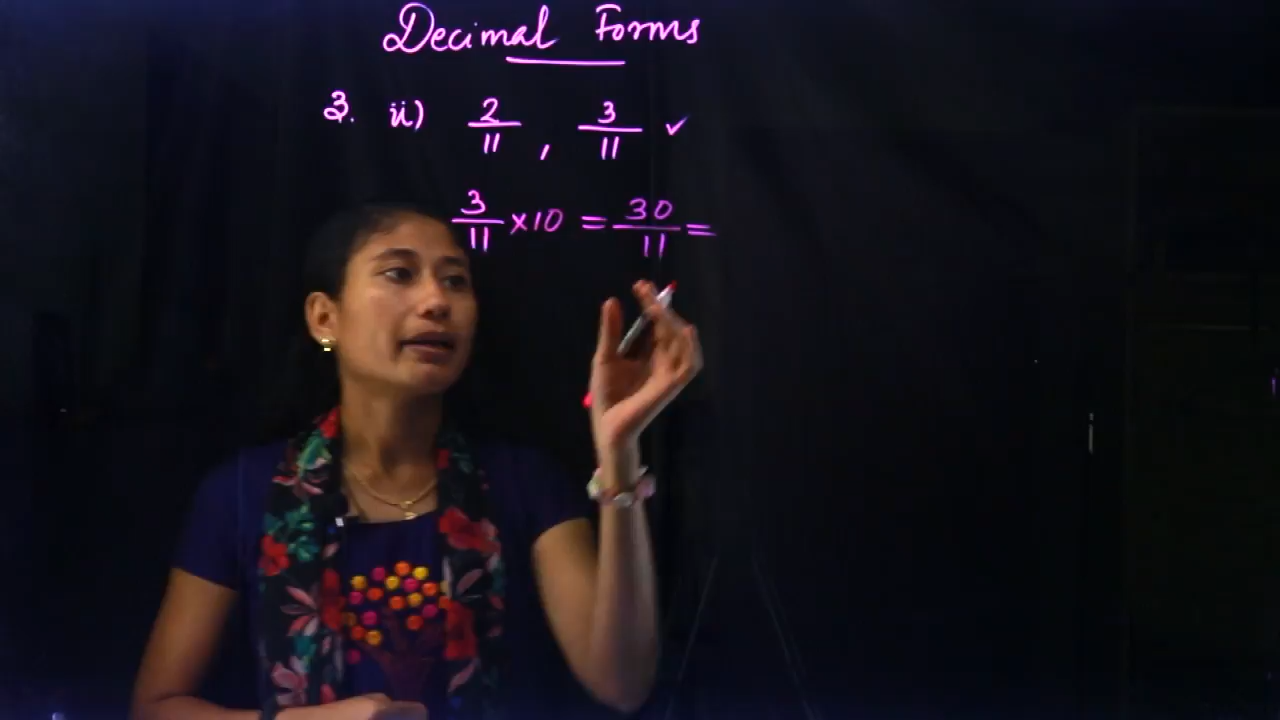 Decimal Forms
3. ii) 2/11 , 3/11 ✓
3/11 ×10 = 30/11 =